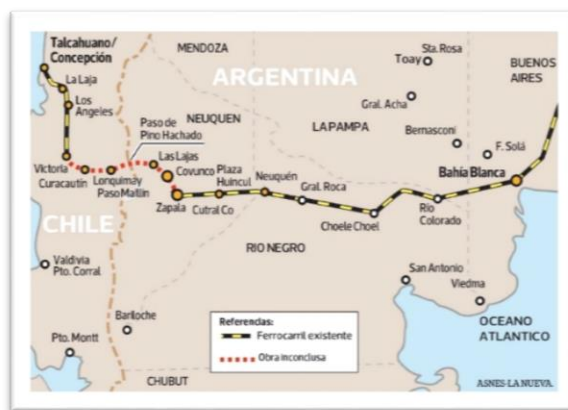 Talcahuano/
Concepción
La Laja
Los
Angeles
MENDOZA
ARGENTINA
Sta. Rosa
Toay
BUENOS
AIRES
Gral. Acha
Paso de
Pino Hachado
NEUQUEN
LA PAMPA
Bernasconi
F. Solá
Las Lajas
Covunco
Plaza
Huincul
Neuquén
Bahía Blanca
Victoria
Curacautín
Lonquimay
Paso Mallín
Zapala
Cutral Co
Gral. Roca
Choele Choel
Río
Colorado
CHILE
RIO NEGRO
Valdivia
Pto. Corral
San Antonio
Viedma
Bariloche
Referencias:
Ferrocarril existente
Obra inconclusa
OCEANO
ATLANTICO
Pto. Montt
CHUBUT
ASNES-LA NUEVA.